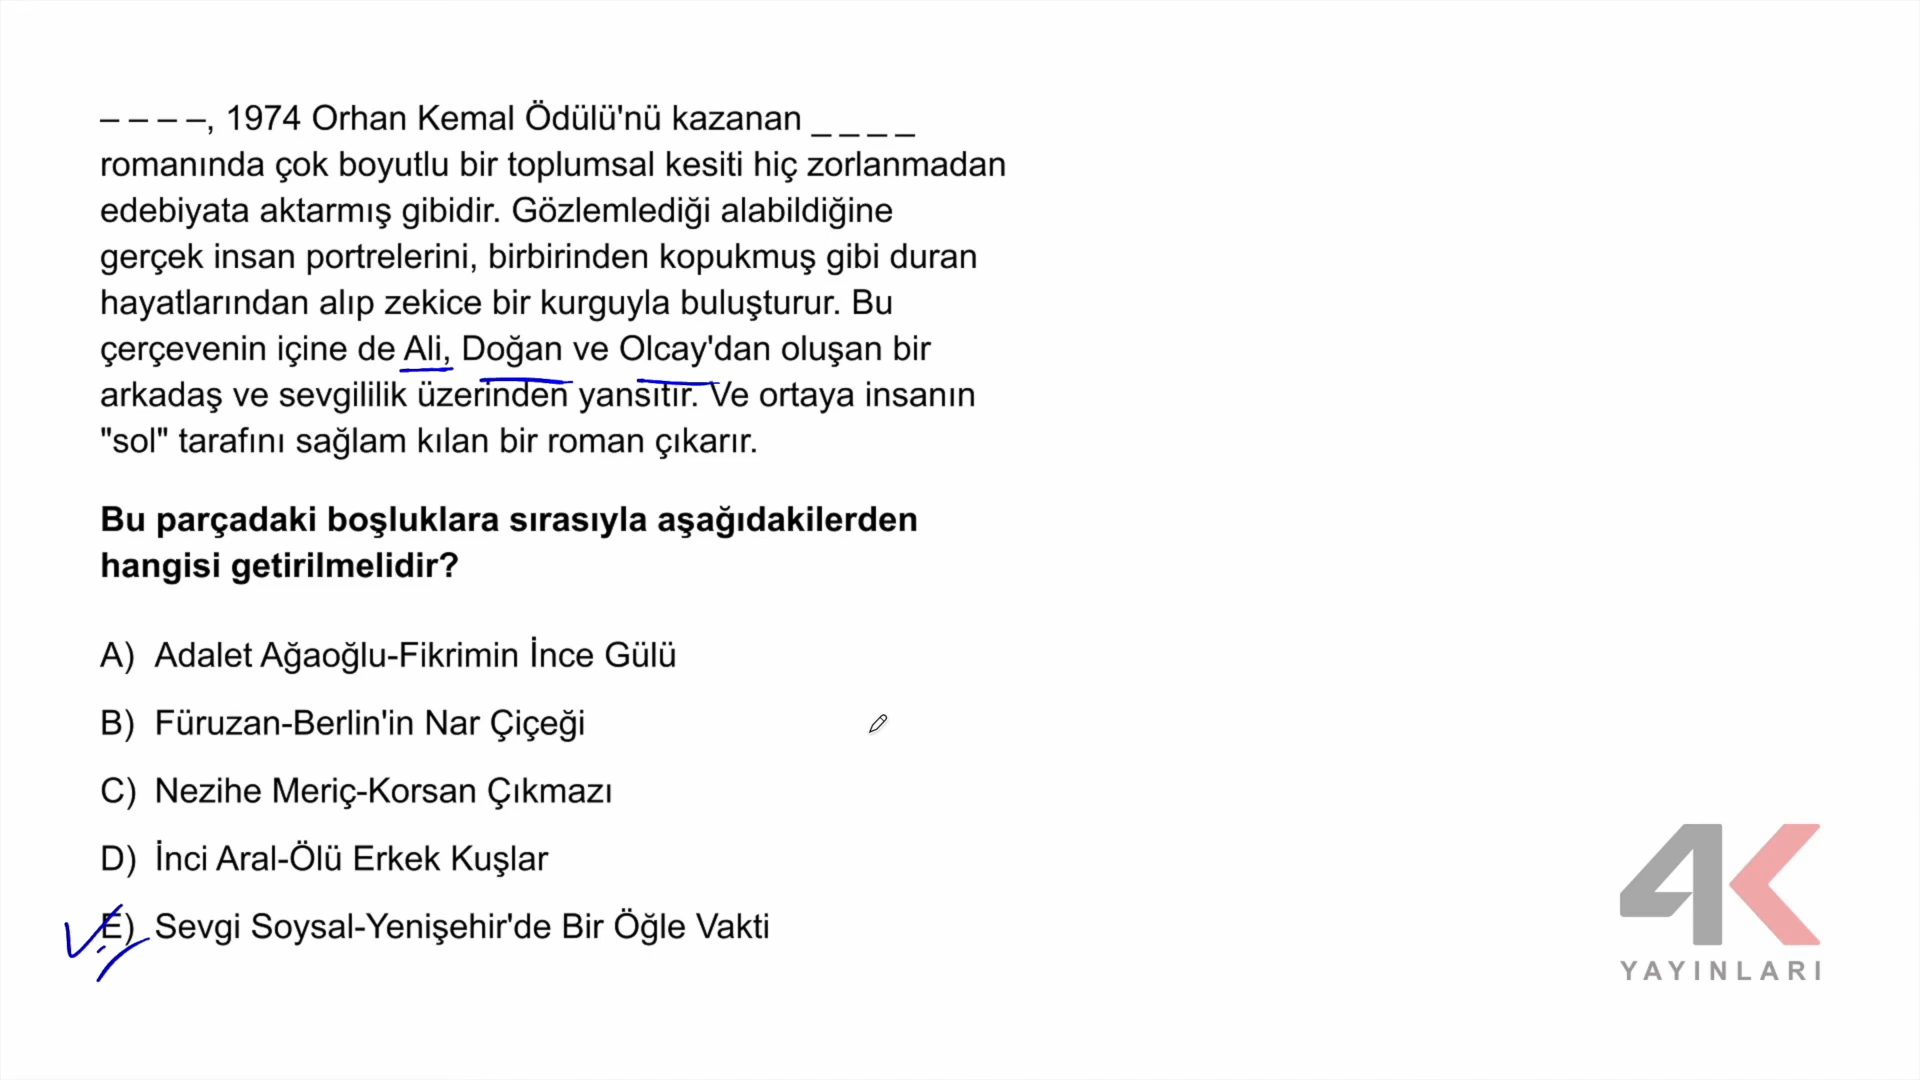 – – – –, 1974 Orhan Kemal Ödülü'nü kazanan _ _ _ _
romanında çok boyutlu bir toplumsal kesiti hiç zorlanmadan
edebiyata aktarmış gibidir. Gözlemlediği alabildiğine
gerçek insan portrelerini, birbirinden kopukmuş gibi duran
hayatlarından alıp zekice bir kurguyla buluşturur. Bu
çerçevenin içine de Ali, Doğan ve Olcay'dan oluşan bir
arkadaş ve sevgililik üzerinden yansıtır. Ve ortaya insanın
"sol" tarafını sağlam kılan bir roman çıkarır.
Bu parçadaki boşluklara sırasıyla aşağıdakilerden
hangisi getirilmelidir?
A) Adalet Ağaoğlu-Fikrimin İnce Gülü
B) Füruzan-Berlin'in Nar Çiçeği
C) Nezihe Meriç-Korsan Çıkmazı
D) İnci Aral-Ölü Erkek Kuşlar
E) Sevgi Soysal-Yenişehir'de Bir Öğle Vakti
4K
YAYINLARI